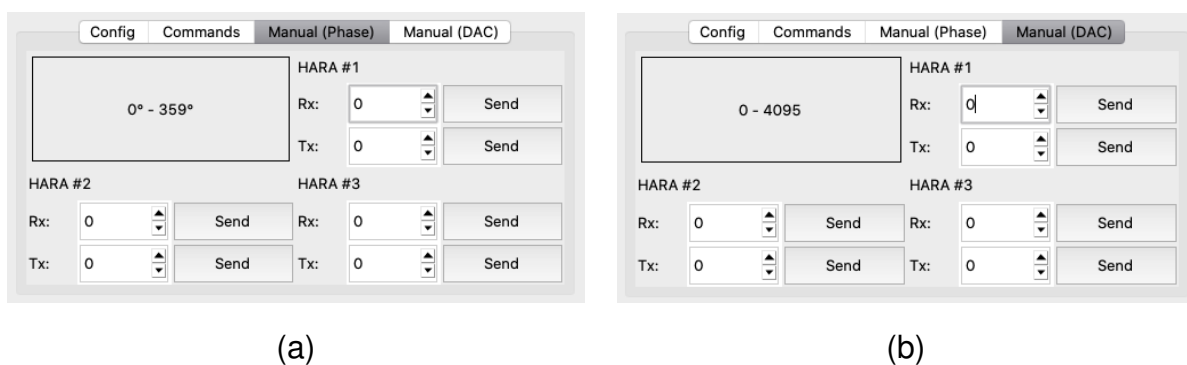 Config Commands Manual (Phase) Manual (DAC)
0° - 359°
HARA #1
Rx: 0 Send
Tx: 0 Send
HARA #2
Rx: 0 Send
Tx: 0 Send
HARA #3
Rx: 0 Send
Tx: 0 Send
(a)
Config Commands Manual (Phase) Manual (DAC)
0 - 4095
HARA #1
Rx: 0 Send
Tx: 0 Send
HARA #2
Rx: 0 Send
Tx: 0 Send
HARA #3
Rx: 0 Send
Tx: 0 Send
(b)